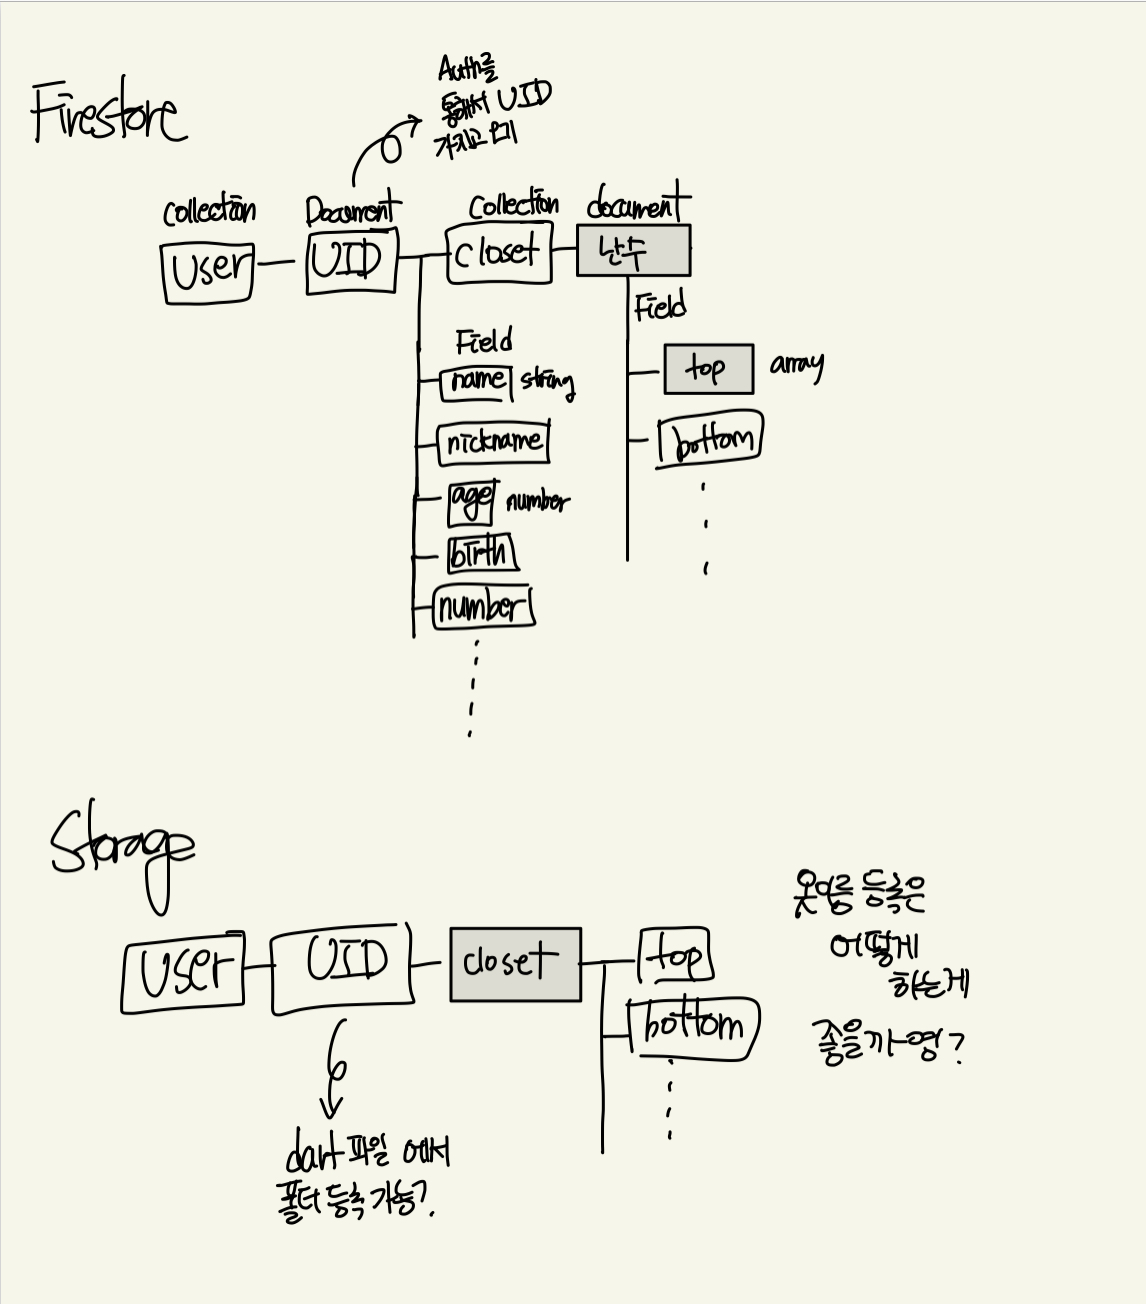 Firestore
Auth를
통해서 UID
가지고 오기
collection
Document
Collection
document
User
UID
closet
난수
Field
Field
top
array
name
string
nickname
bottom
age
number
birth
number
Storage
User
UID
closet
top
bottom
옷이름 등록은
어떻게
하는게
좋을까영?
dart 파일 에서
폴더 등록 가능?